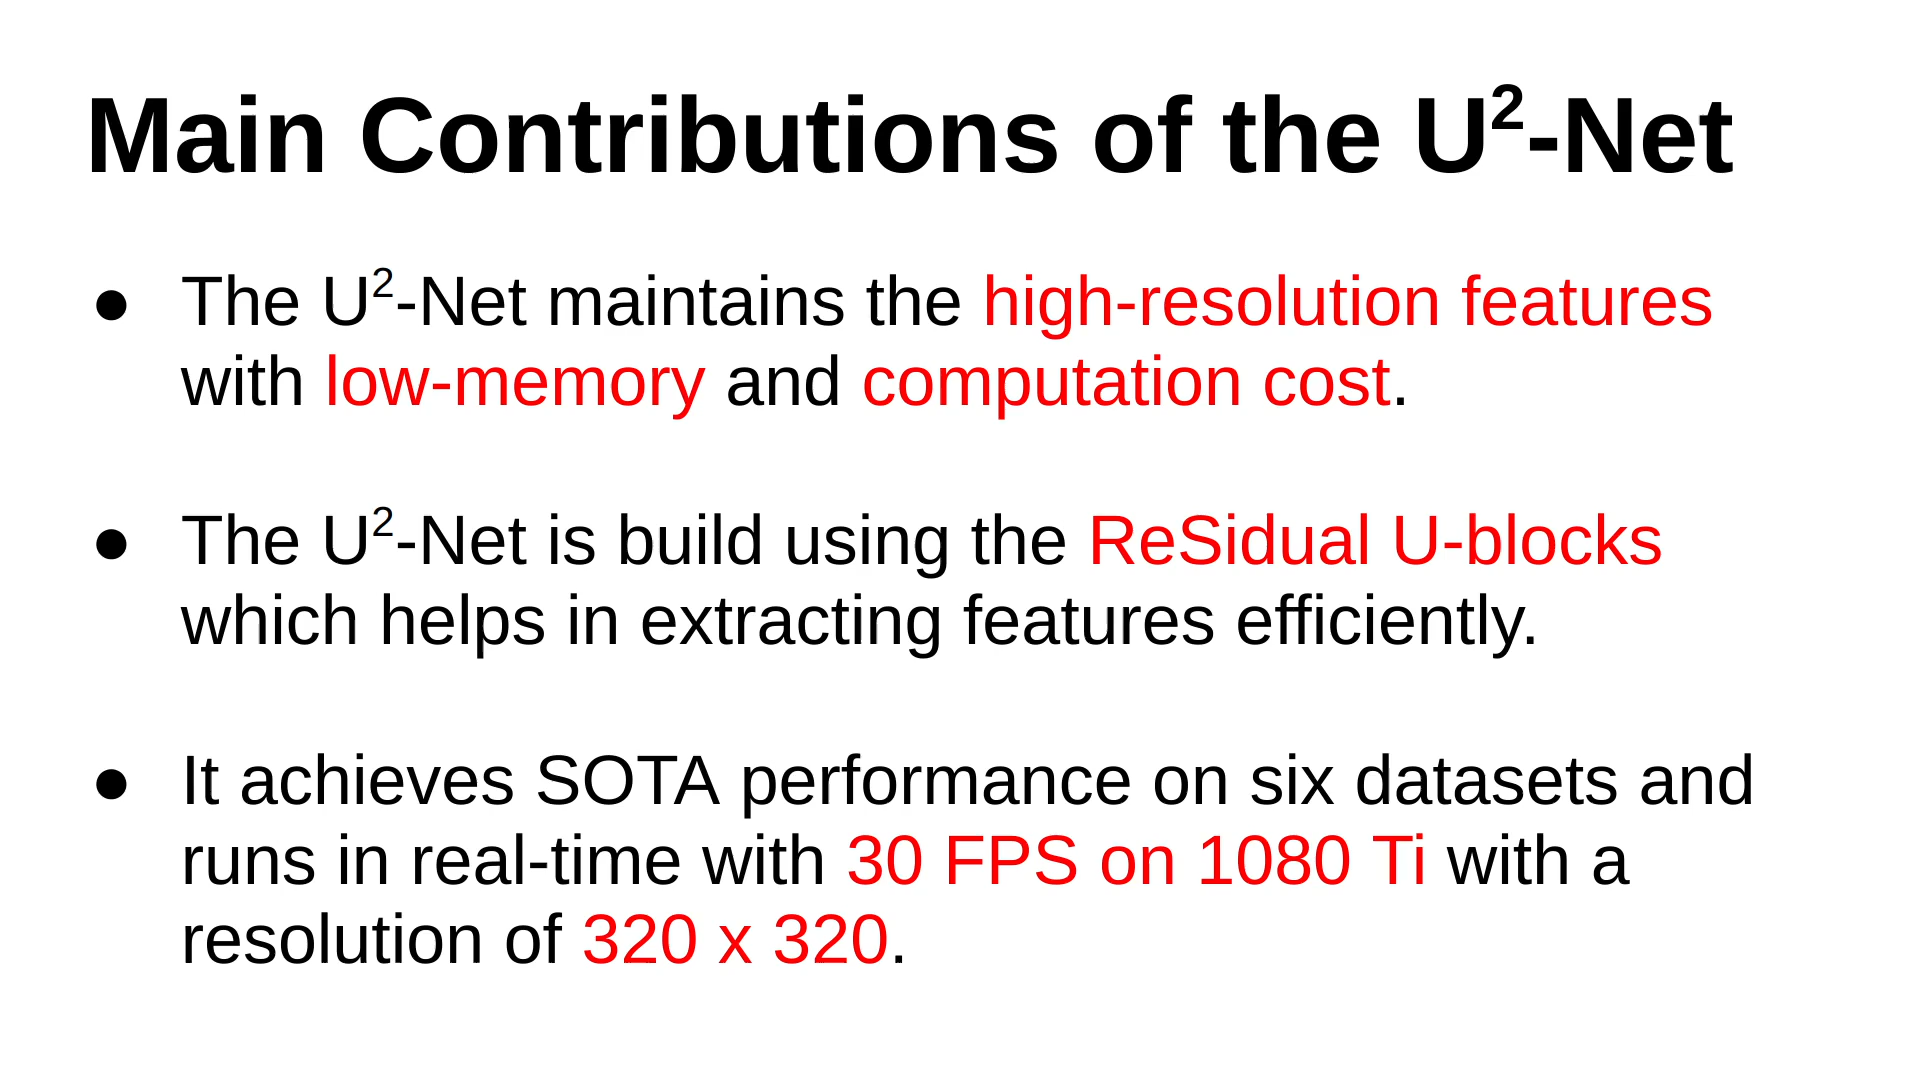 Main Contributions of the U²-Net
● The U²-Net maintains the high-resolution features
with low-memory and computation cost.
● The U²-Net is build using the ReSidual U-blocks
which helps in extracting features efficiently.
● It achieves SOTA performance on six datasets and
runs in real-time with 30 FPS on 1080 Ti with a
resolution of 320 x 320.